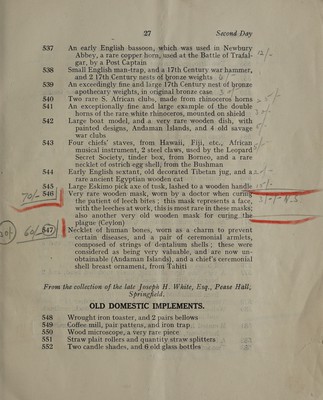 27
Second Day
537 An early English bassoon, which was used in Newbury
Abbey, a rare copper horn, used at the Battle of Trafal-
gar, by a Post Captain
538 Small English man-trap, and a 17th Century war hammer,
and 2 17th Century nests of bronze weights
539 An exceedingly fine and large 17th Century nest of bronze
apothecary weights, in original bronze case
540 Two rare S. African clubs, made from rhinoceros horns
541 An exceptionally fine and large example of the double
horns of the rare white rhinoceros, mounted on shield
542 Large boat model, and a very rare wooden dish, with
painted designs, Andaman Islands, and 4 old savage
war clubs
543 Four chiefs' staves, from Hawaii, Fiji, etc., African
musical instrument, 2 steel claws, used by the Leopard
Secret Society, tinder box, from Borneo, and a rare
necklet of ostrich egg shell, from the Bushman
544 Early English sextant, old decorated Tibetan jug, and a
rare ancient Egyptian wooden cat
545 Large Eskimo pick axe of tusk, lashed to a wooden handle
70/- 546 Very rare wooden mask, worn by a doctor when curing
the patient of leech bites; this mask represents a face,
with the leeches at work, this is most rare in these masks;
also another very old wooden mask for curing the
plague (Ceylon)
60/- 547 Necklet of human bones, worn as a charm to prevent
certain diseases, and a pair of ceremonial armlets,
composed of strings of dentalium shells; these were
considered as being very valuable, and are now un-
obtainable (Andaman Islands), and a chief's ceremonial
shell breast ornament, from Tahiti
From the collection of the late Joseph H. White, Esq., Pease Hall,
Springfield.
OLD DOMESTIC IMPLEMENTS.
548 Wrought iron toaster, and 2 pairs bellows
549 Coffee mill, pair pattens, and iron trap
550 Wood microscope, a very rare piece
551 Straw plait rollers and quantity straw splitters
552 Two candle shades, and 6 old glass bottles